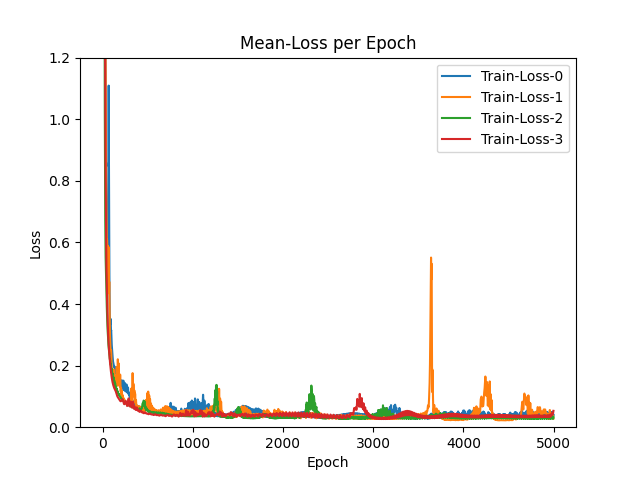 Mean-Loss per Epoch
1.2
1.0
0.8
0.6
0.4
0.2
0.0
Loss
Train-Loss-0
Train-Loss-1
Train-Loss-2
Train-Loss-3
0 1000 2000 3000 4000 5000
Epoch